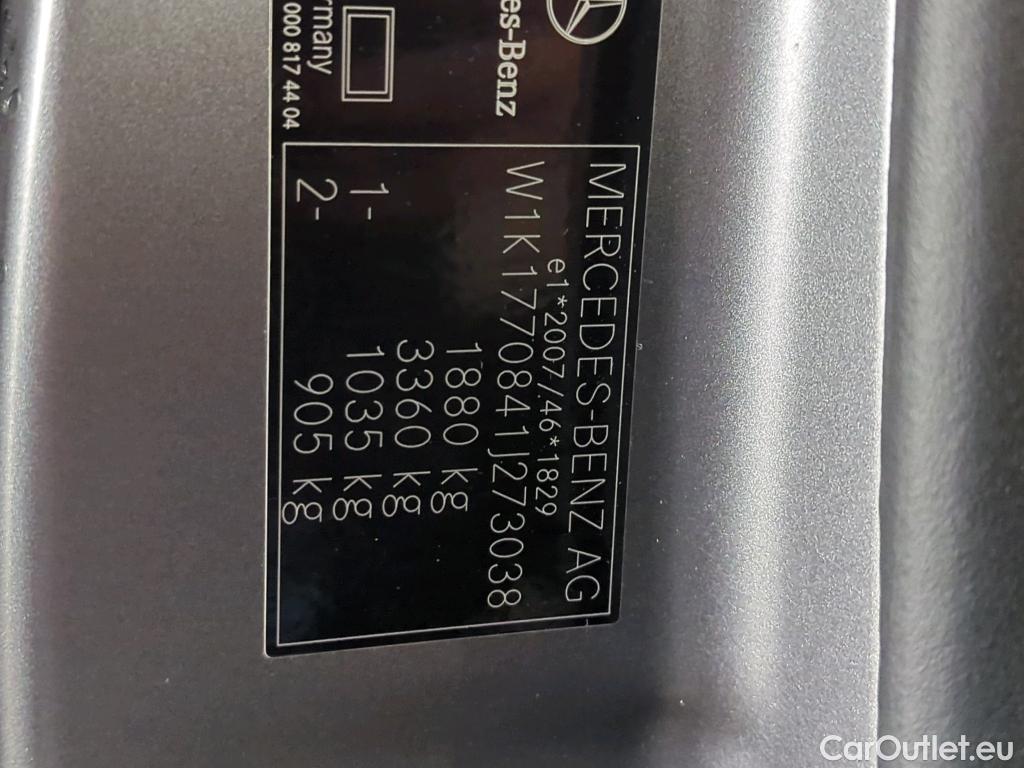 es-Benz
rmany
000 817 44 04
MERCEDES-BENZ AG
e1*2007/46*1829
W1K1770841J273038
1880 kg
3360 kg
1- 1035 kg
2- 905 kg
CarOutlet.eu